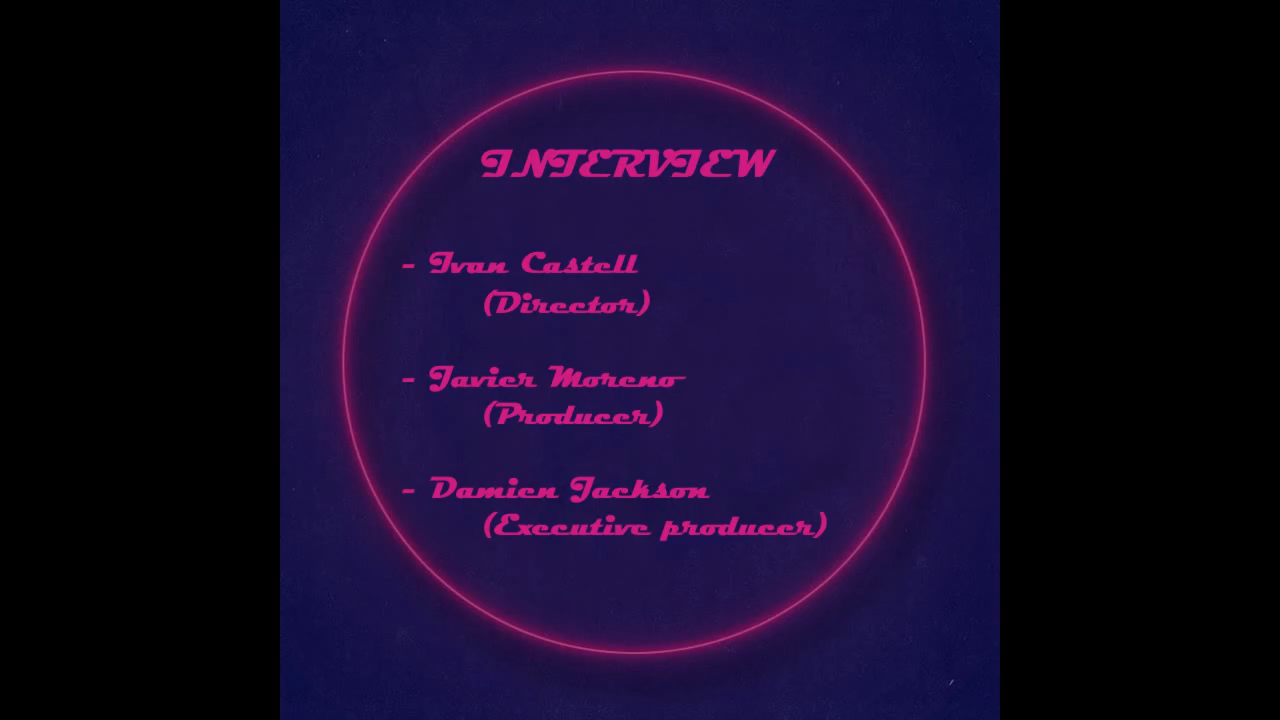 INTERVIEW
- Ivan Castell
(Director)
- Javier Moreno
(Producer)
- Damien Jackson
(Executive producer)